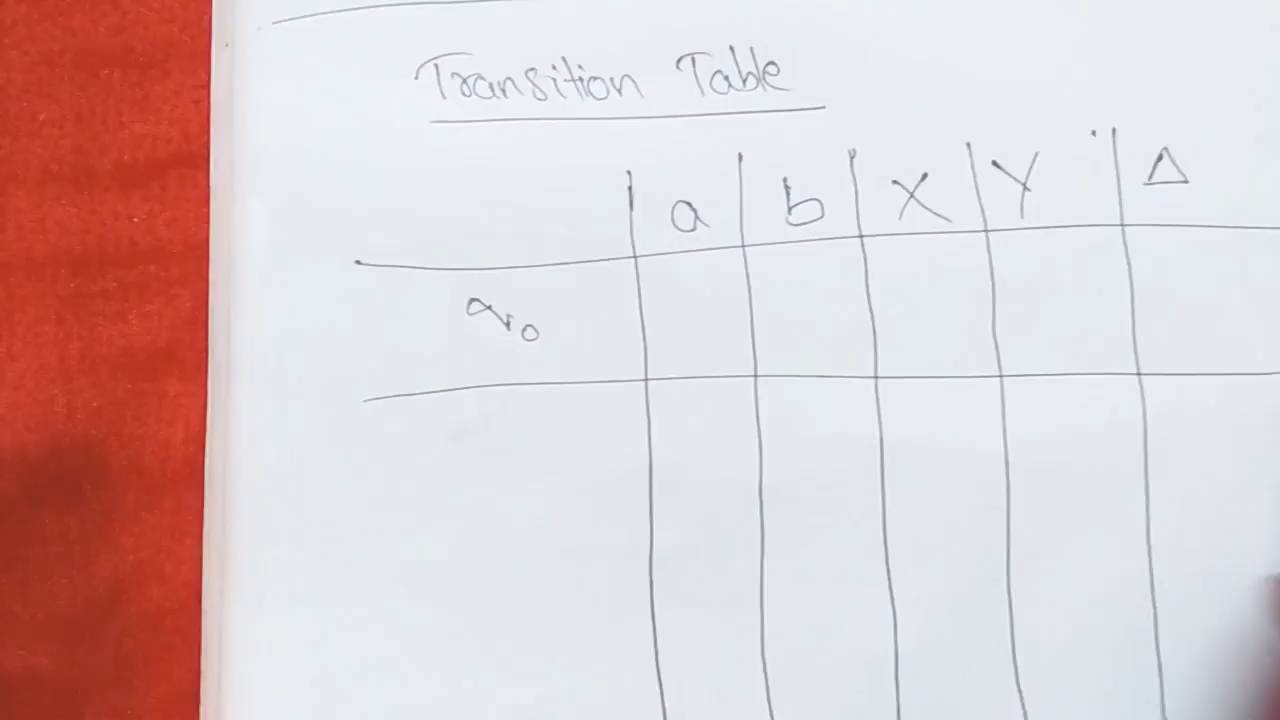 Transition Table
a b X Y Δ
q0